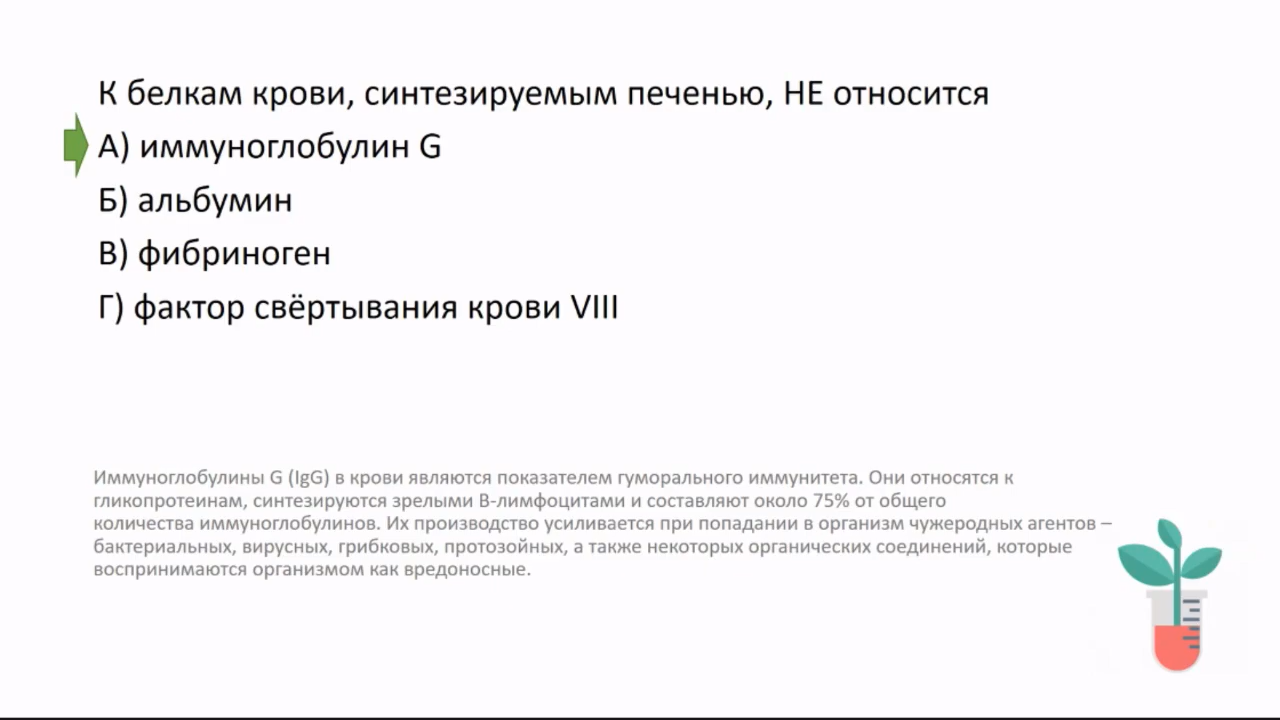 К белкам крови, синтезируемым печенью, НЕ относится
А) иммуноглобулин G
Б) альбумин
В) фибриноген
Г) фактор свёртывания крови VIII
Иммуноглобулины G (IgG) в крови являются показателем гуморального иммунитета. Они относятся к
гликопротеинам, синтезируются зрелыми В-лимфоцитами и составляют около 75% от общего
количества иммуноглобулинов. Их производство усиливается при попадании в организм чужеродных агентов –
бактериальных, вирусных, грибковых, протозойных, а также некоторых органических соединений, которые
воспринимаются организмом как вредоносные.